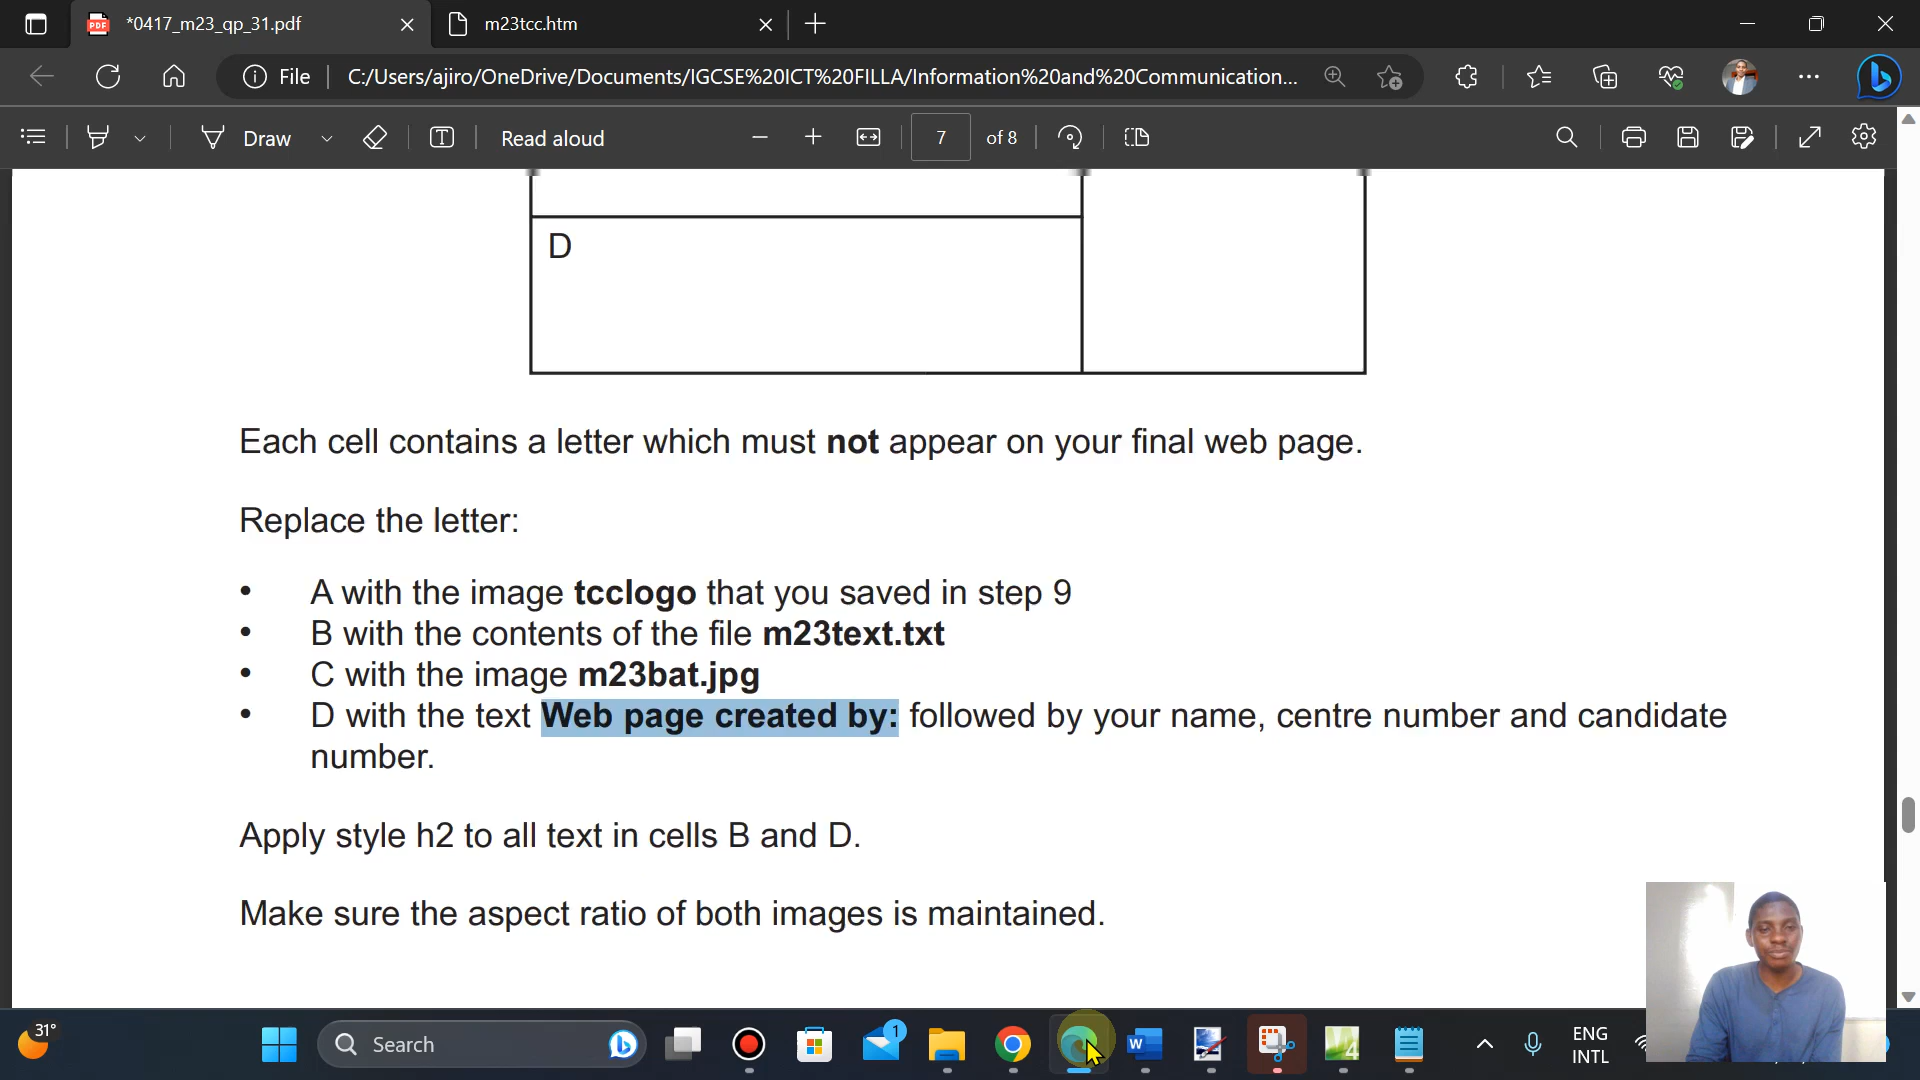 *0417_m23_qp_31.pdf
m23tcc.htm
File
C:/Users/ajiro/OneDrive/Documents/IGCSE%20ICT%20FILLA/Information%20and%20Communication...
Draw
Read aloud
7
of 8
D
Each cell contains a letter which must not appear on your final web page.
Replace the letter:
• A with the image tcclogo that you saved in step 9
• B with the contents of the file m23text.txt
• C with the image m23bat.jpg
• D with the text Web page created by: followed by your name, centre number and candidate
number.
Apply style h2 to all text in cells B and D.
Make sure the aspect ratio of both images is maintained.
31°
Search
1
ENG
INTL